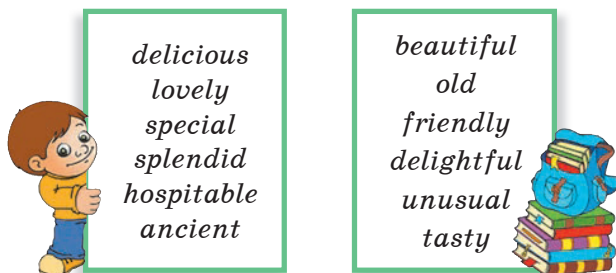 delicious
lovely
special
splendid
hospitable
ancient
beautiful
old
friendly
delightful
unusual
tasty